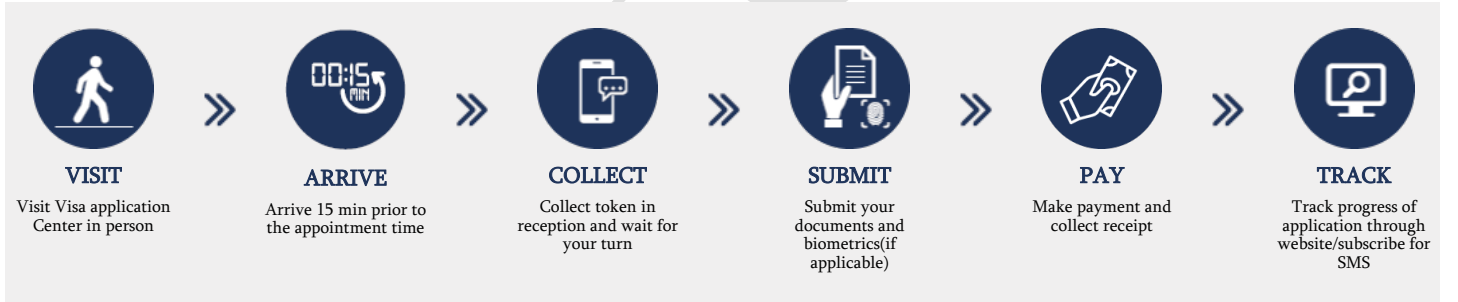 00:15
MIN
VISIT
Visit Visa application
Center in person
ARRIVE
Arrive 15 min prior to
the appointment time
COLLECT
Collect token in
reception and wait for
your turn
SUBMIT
Submit your
documents and
biometrics(if
applicable)
PAY
Make payment and
collect receipt
TRACK
Track progress of
application through
website/subscribe for
SMS